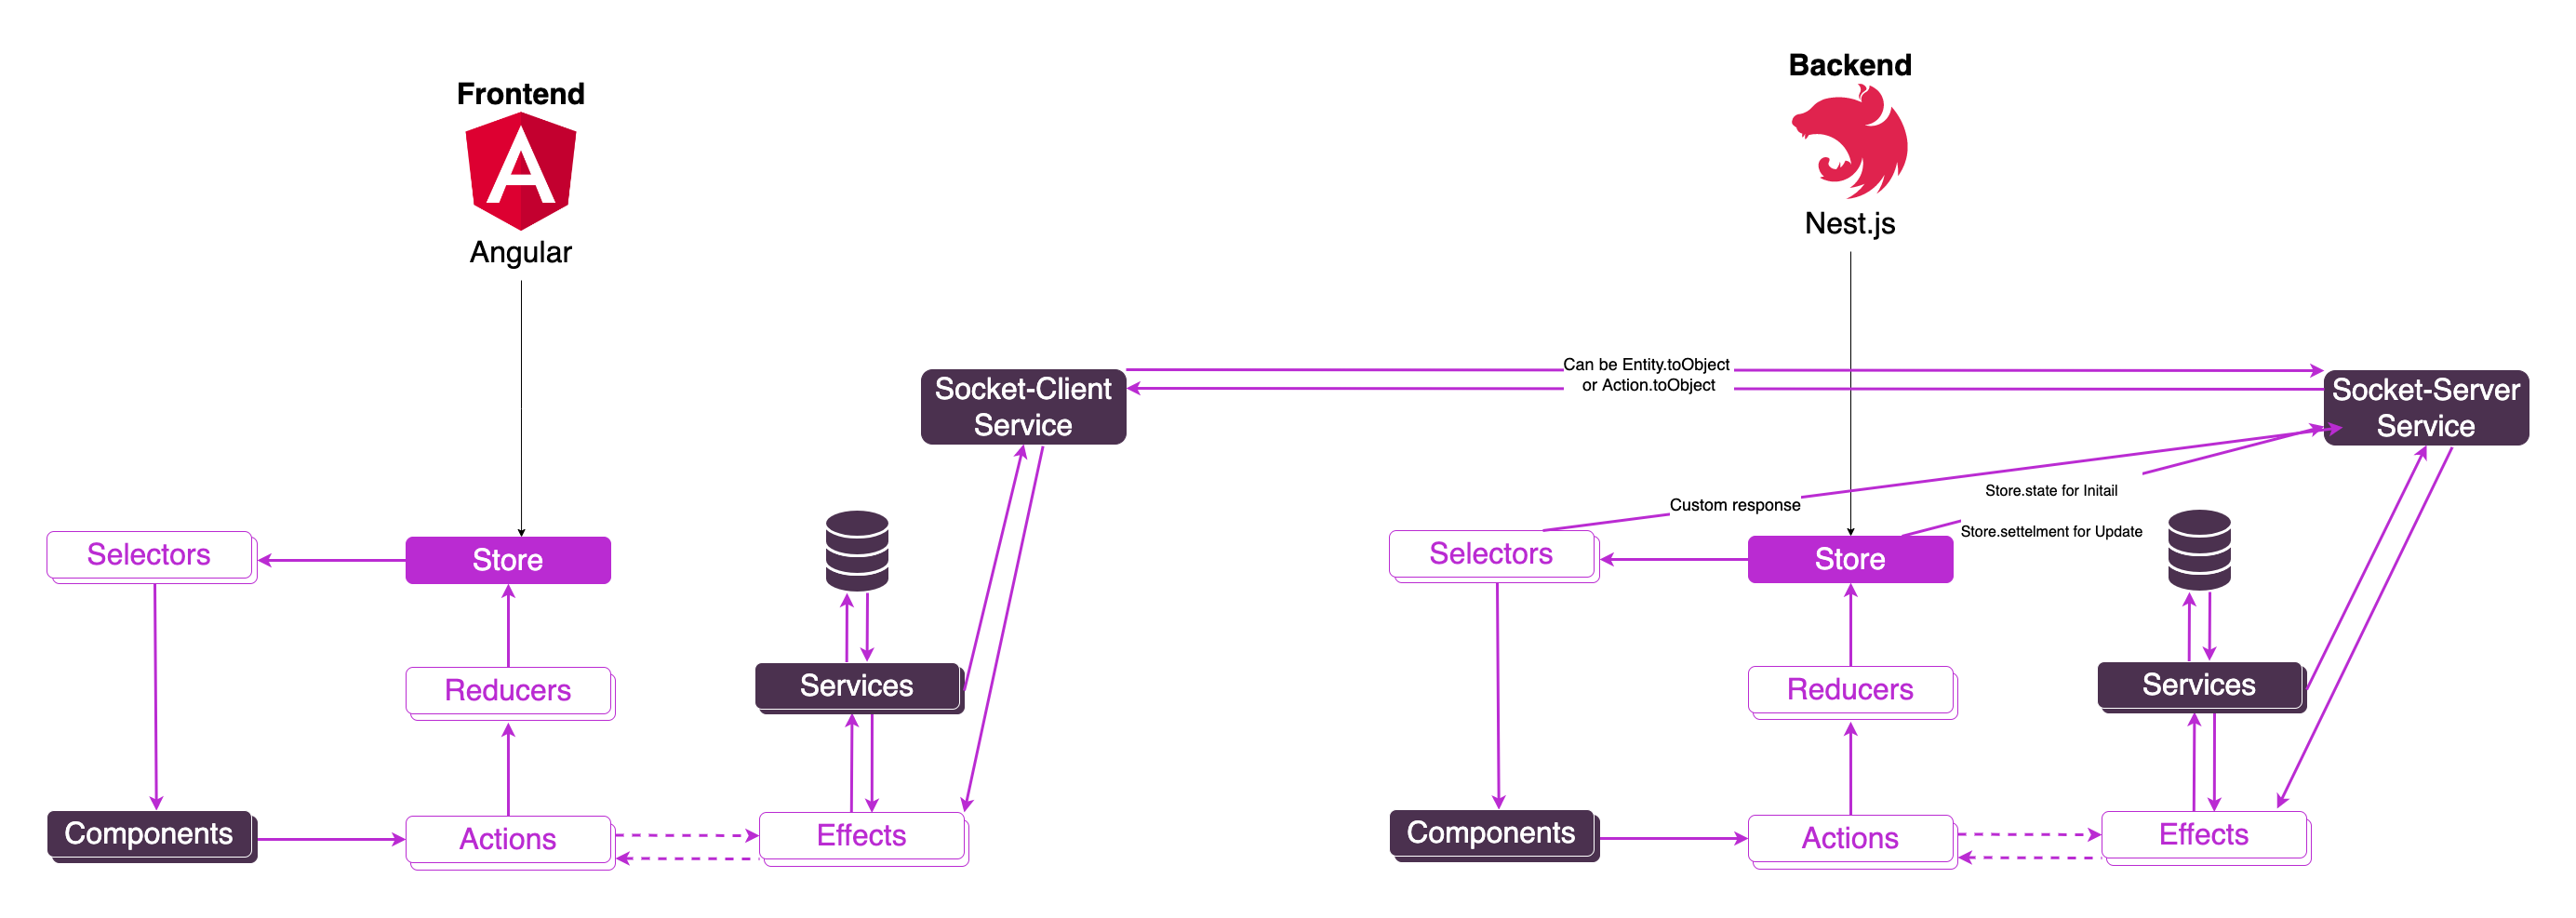 Frontend
Angular
Socket-Client
Service
Selectors
Store
Reducers
Services
Components
Actions
Effects
Backend
Nest.js
Can be Entity.toObject
or Action.toObject
Socket-Server
Service
Custom response
Store.state for Initail
Store.settelment for Update
Selectors
Store
Reducers
Services
Components
Actions
Effects